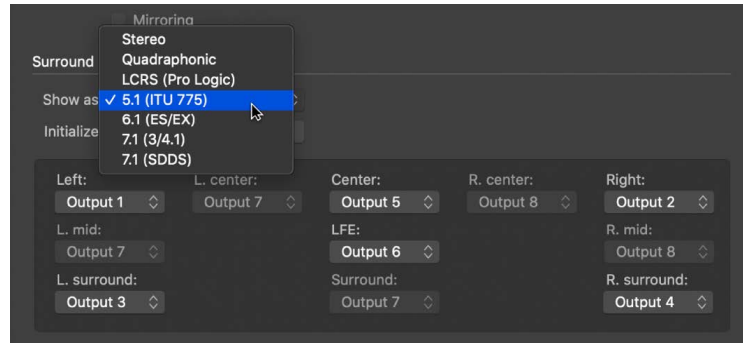 Mirroring
Stereo
Surround
Quadraphonic
LCRS (Pro Logic)
Show as ✓ 5.1 (ITU 775)
6.1 (ES/EX)
Initialize
7.1 (3/4.1)
7.1 (SDDS)
Left: L. center: Center: R. center: Right:
Output 1 Output 7 Output 5 Output 8 Output 2
L. mid: LFE: R. mid:
Output 7 Output 6 Output 8
L. surround: Surround: R. surround:
Output 3 Output 7 Output 4